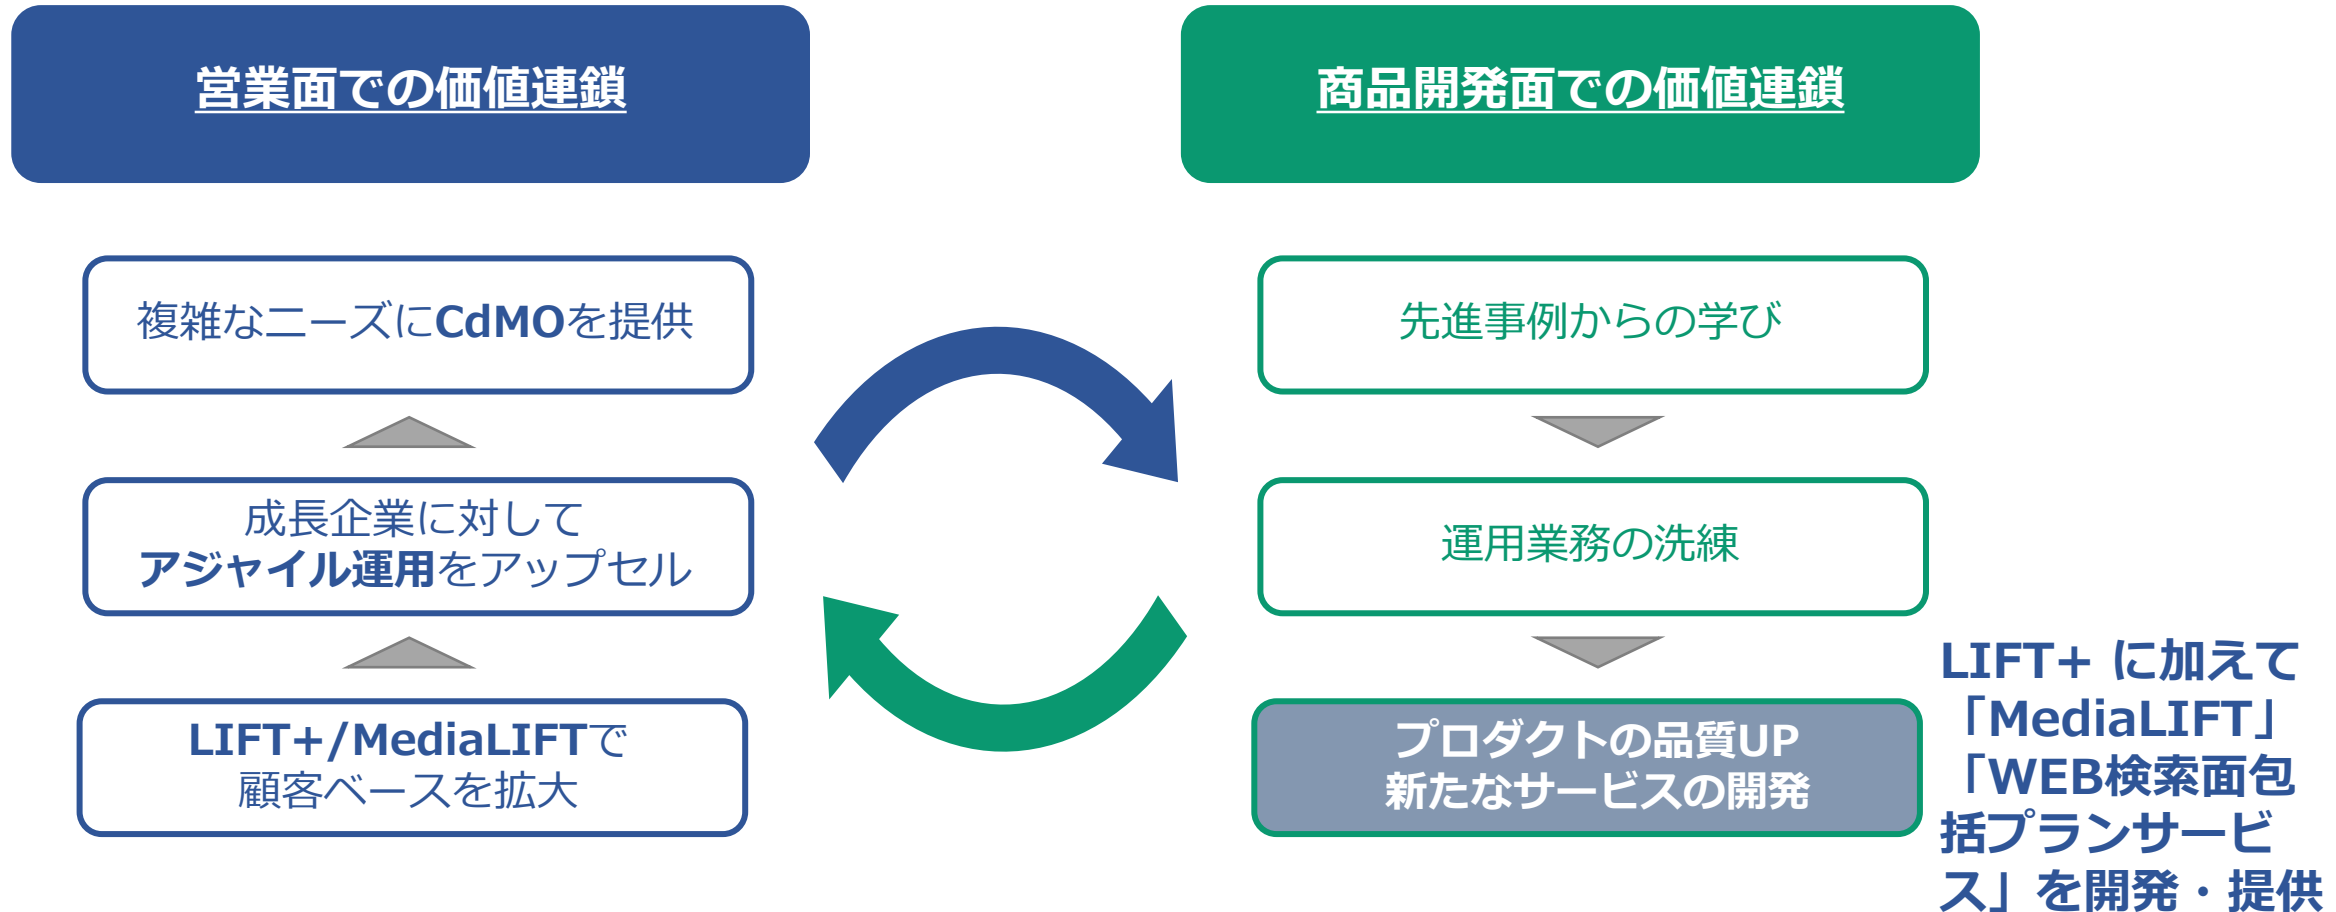 営業面での価値連鎖
複雑なニーズにCdMOを提供
成長企業に対して
アジャイル運用をアップセル
LIFT+/MediaLIFTで
顧客ベースを拡大
商品開発面での価値連鎖
先進事例からの学び
運用業務の洗練
プロダクトの品質UP
新たなサービスの開発
LIFT+ に加えて
「MediaLIFT」
「WEB検索面包
括プランサービ
ス」を開発・提供